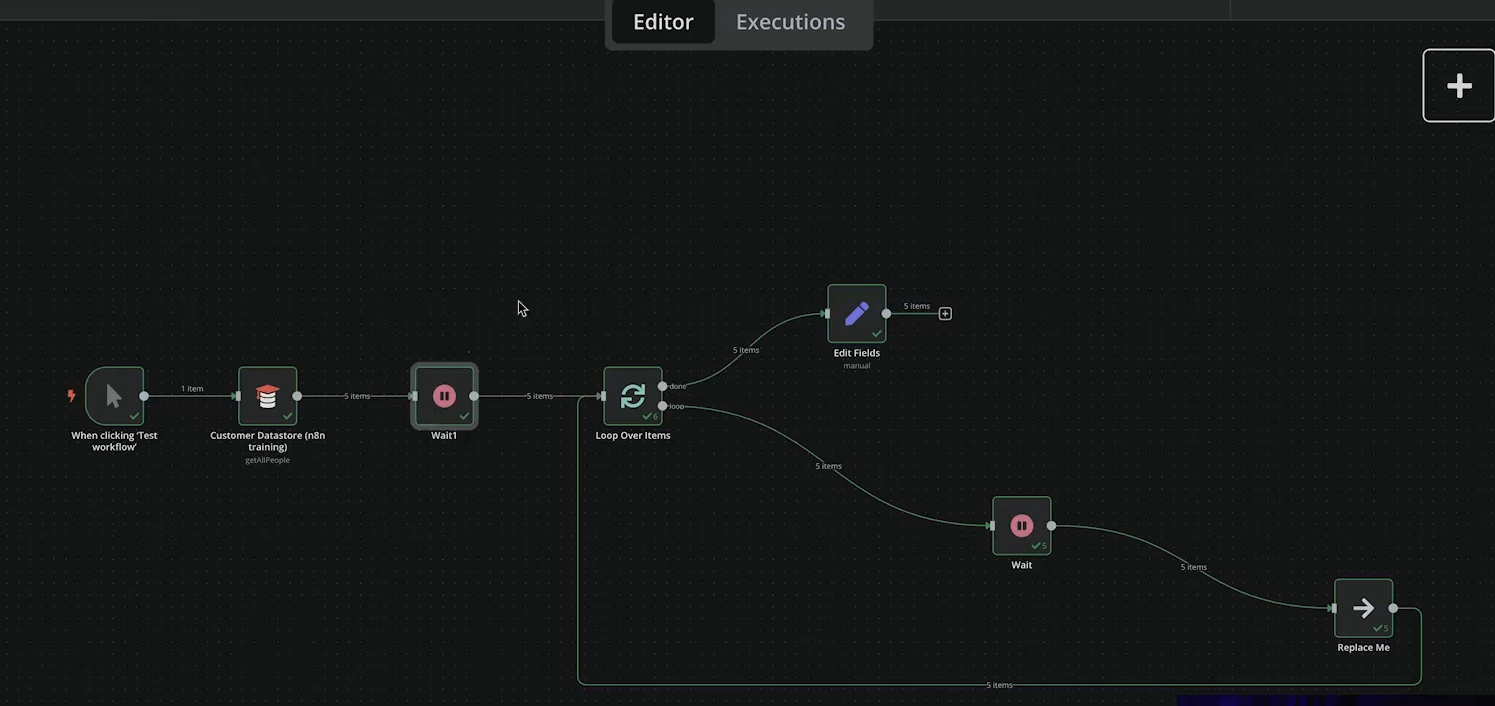 Editor
Executions
1 item
5 items
5 items
5 items
5 items
done
loop
When clicking ‘Test
workflow’
Customer Datastore (n8n
training)
getAllPeople
Wait1
Loop Over Items
6
Edit Fields
manual
5 items
5
Wait
5 items
5
Replace Me
5 items